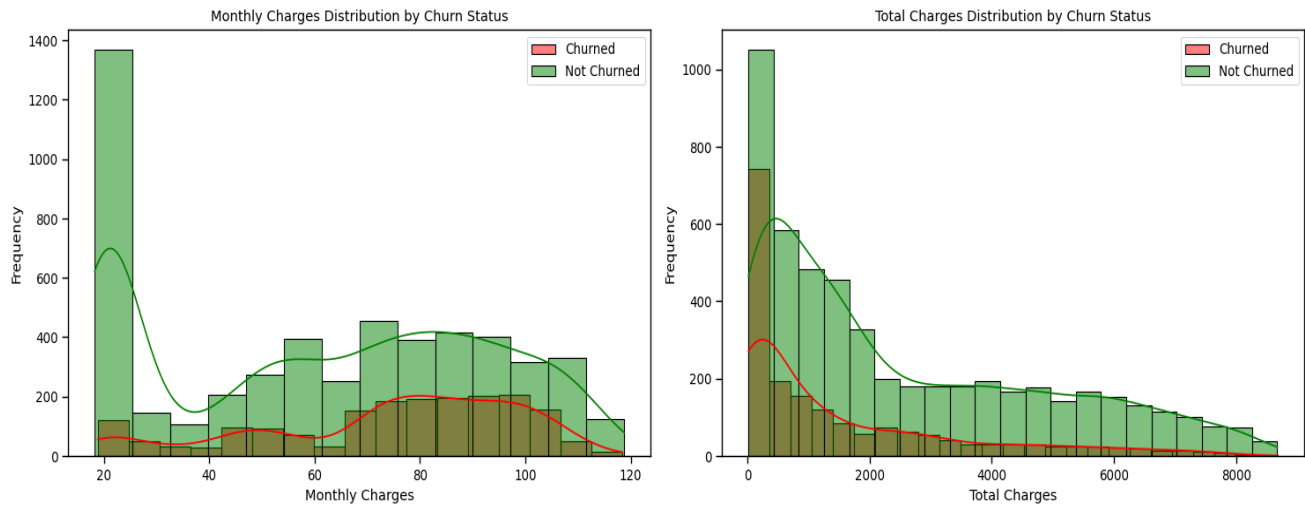 Monthly Charges Distribution by Churn Status
1400
1200
1000
800
600
400
200
0
Frequency
20
40
60
80
100
120
Monthly Charges
Churned
Not Churned
Total Charges Distribution by Churn Status
1000
800
600
400
200
0
Frequency
0
2000
4000
6000
8000
Total Charges
Churned
Not Churned